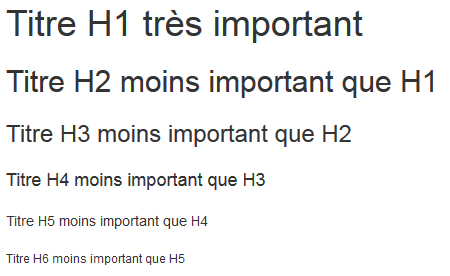 Titre H1 très important
Titre H2 moins important que H1
Titre H3 moins important que H2
Titre H4 moins important que H3
Titre H5 moins important que H4
Titre H6 moins important que H5